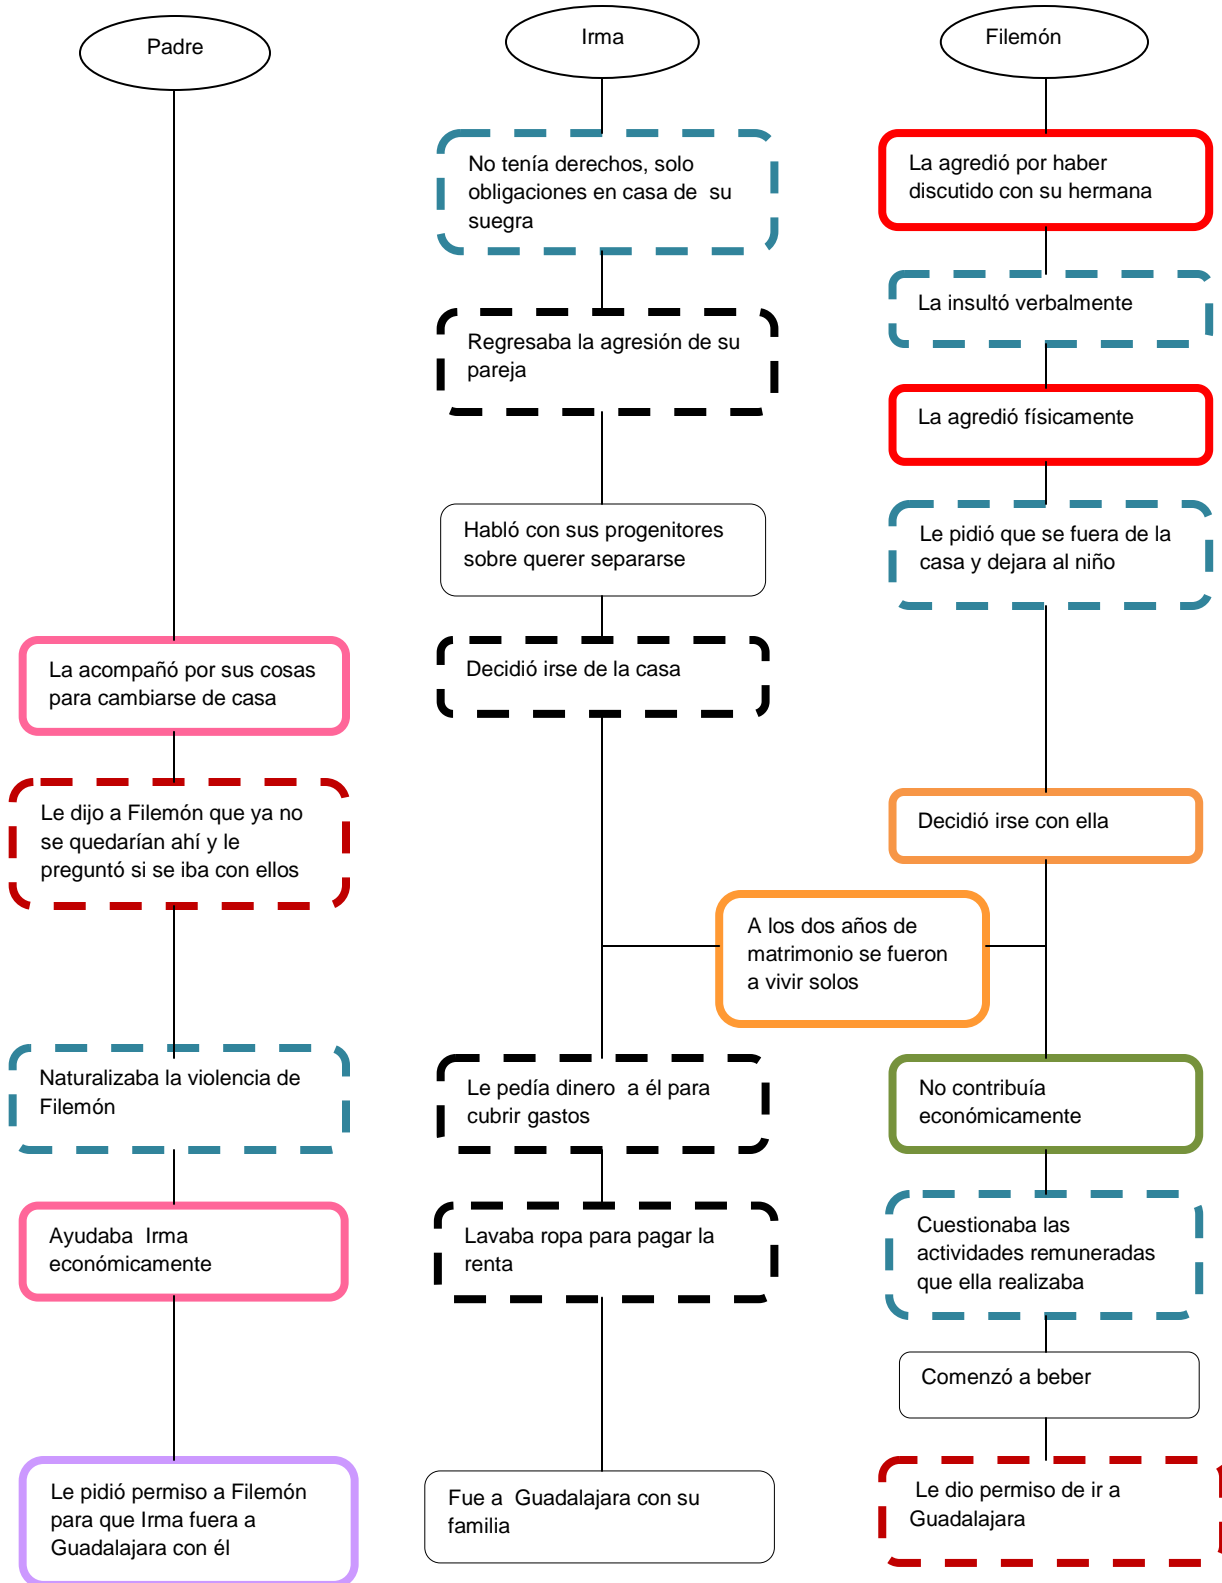 Padre
Irma
Filemón
No tenía derechos, solo
obligaciones en casa de su
suegra
La agredió por haber
discutido con su hermana
La insultó verbalmente
Regresaba la agresión de su
pareja
La agredió físicamente
Habló con sus progenitores
sobre querer separarse
Le pidió que se fuera de la
casa y dejara al niño
La acompañó por sus cosas
para cambiarse de casa
Decidió irse de la casa
Le dijo a Filemón que ya no
se quedarían ahí y le
preguntó si se iba con ellos
Decidió irse con ella
A los dos años de
matrimonio se fueron
a vivir solos
Naturalizaba la violencia de
Filemón
Le pedía dinero a él para
cubrir gastos
No contribuía
económicamente
Ayudaba Irma
económicamente
Lavaba ropa para pagar la
renta
Cuestionaba las
actividades remuneradas
que ella realizaba
Comenzó a beber
Le pidió permiso a Filemón
para que Irma fuera a
Guadalajara con él
Fue a Guadalajara con su
familia
Le dio permiso de ir a
Guadalajara